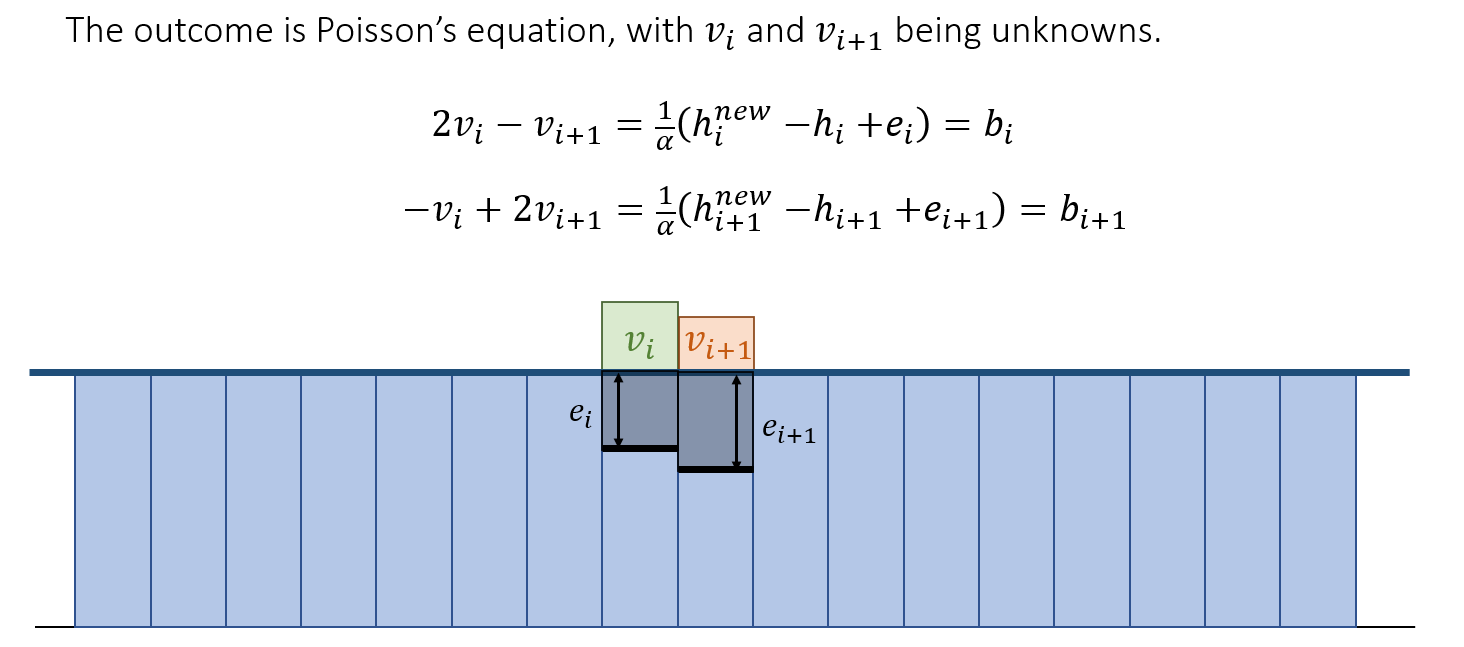 The outcome is Poisson's equation, with $v_i$ and $v_{i+1}$ being unknowns.
$2v_i - v_{i+1} = \frac{1}{\alpha}(h_i^{new} - h_i + e_i) = b_i$
$-v_i + 2v_{i+1} = \frac{1}{\alpha}(h_{i+1}^{new} - h_{i+1} + e_{i+1}) = b_{i+1}$
$v_i$ $v_{i+1}$
$e_i$ $e_{i+1}$